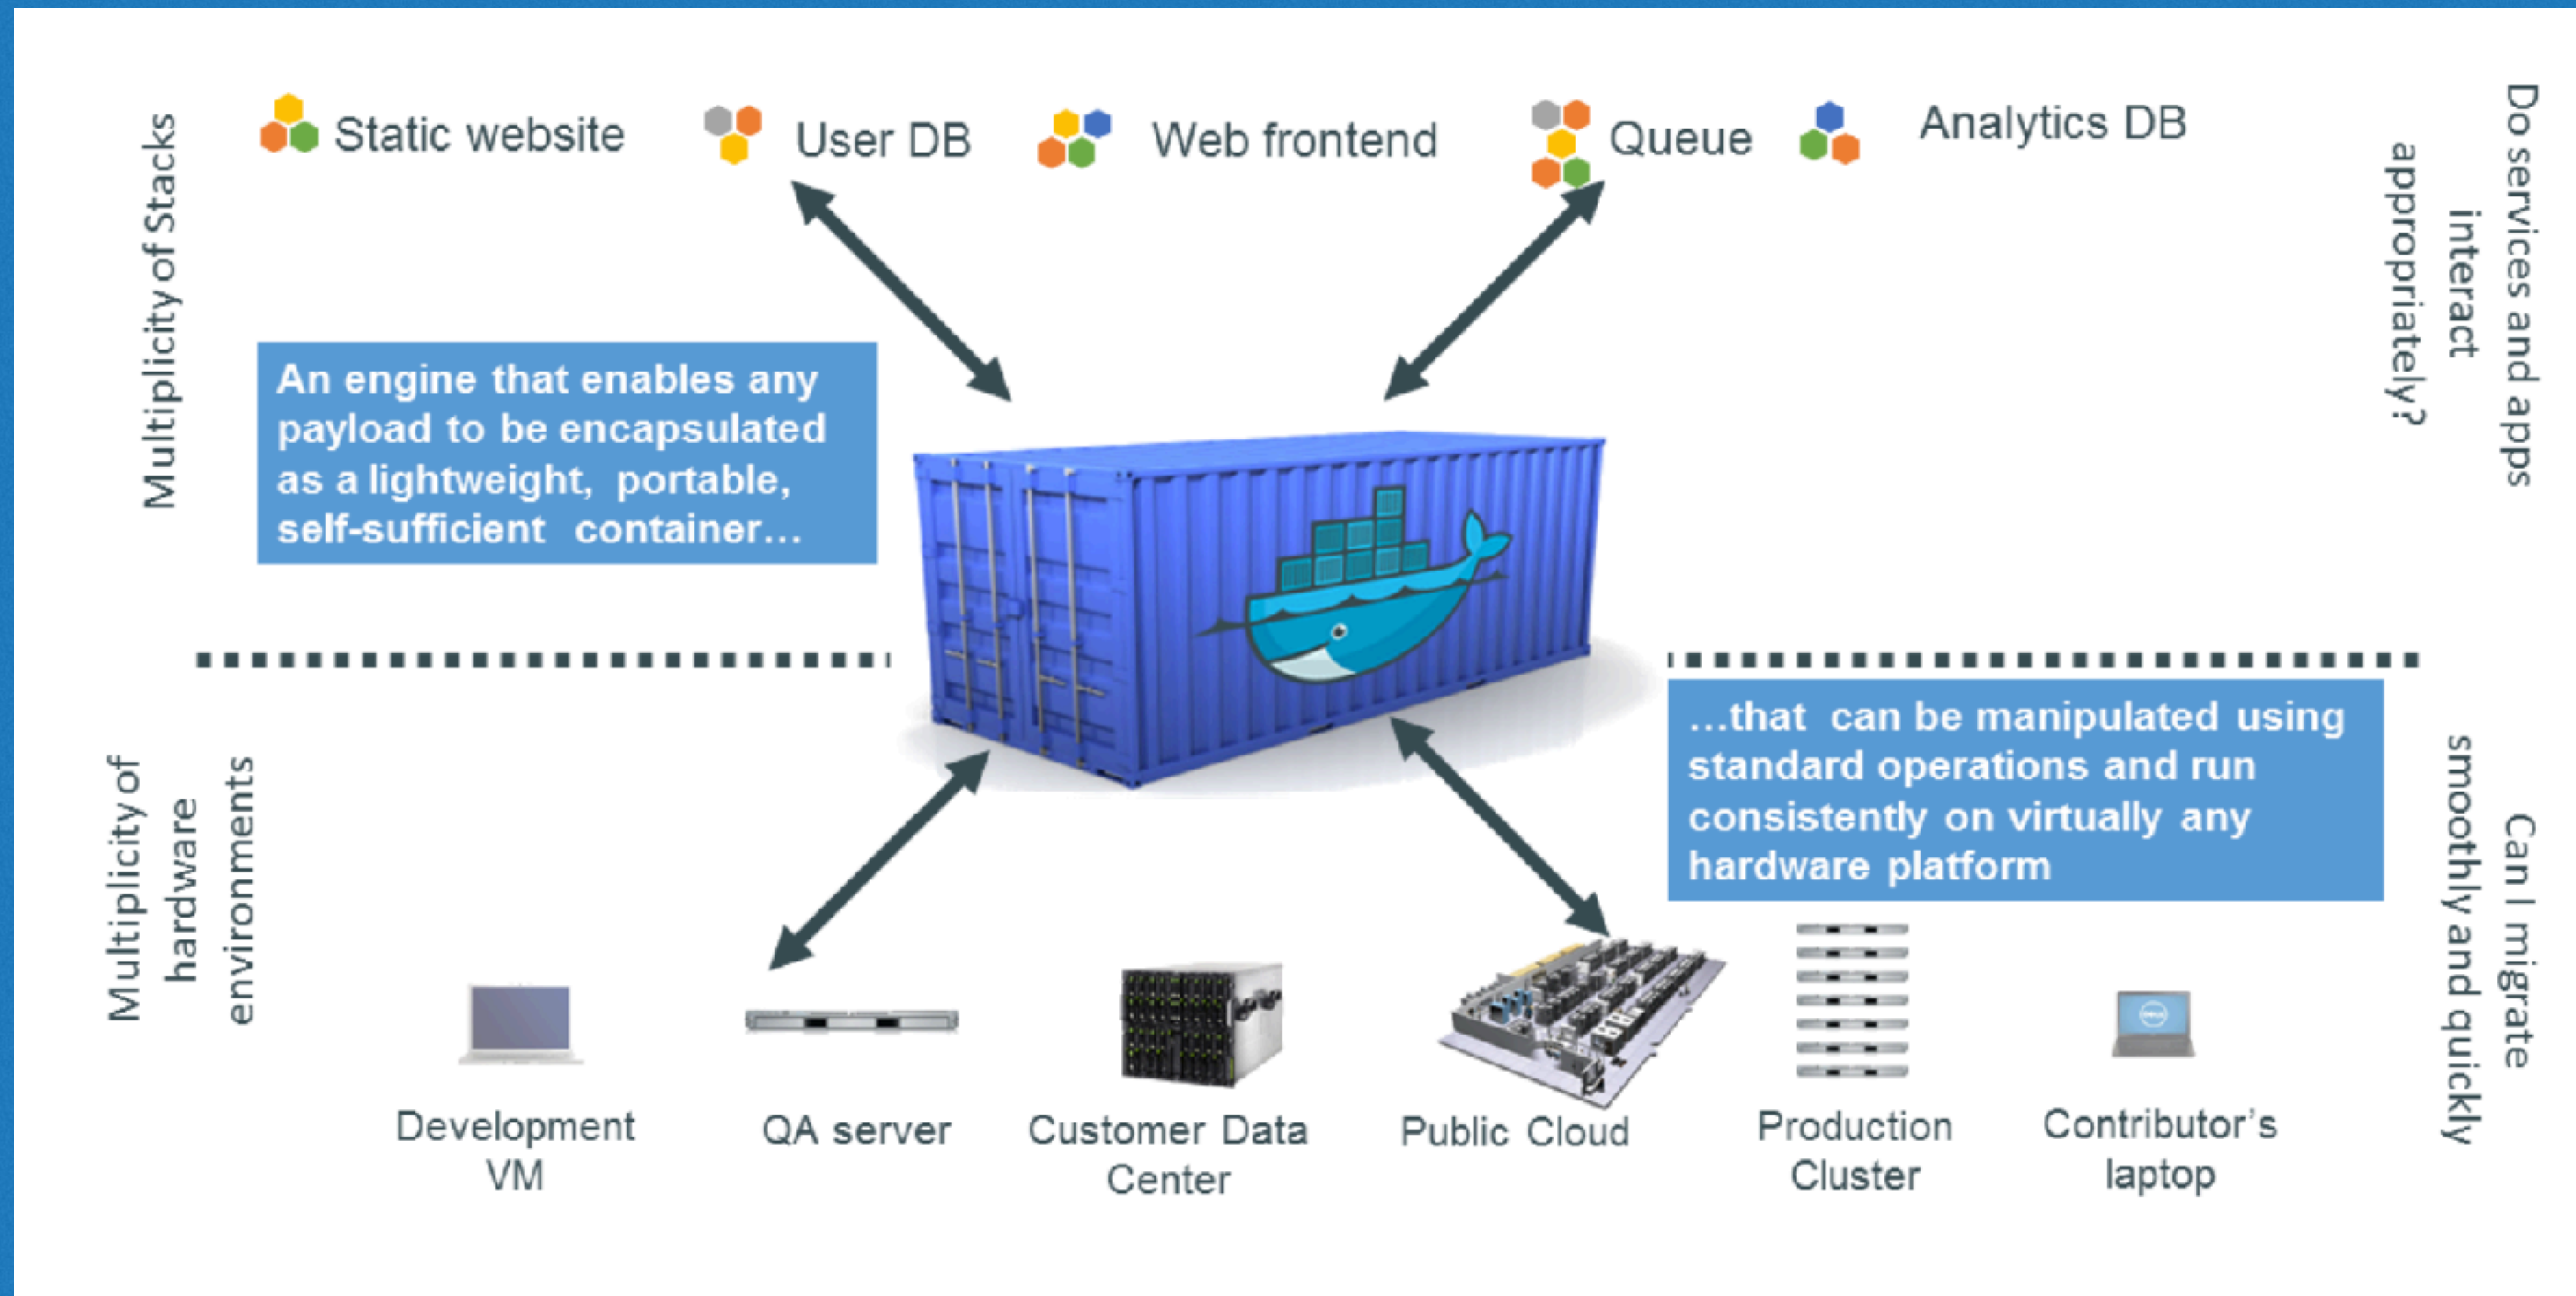 Static website
User DB
Web frontend
Queue
Analytics DB
Multiplicity of Stacks
Do services and apps
interact
appropriately?
An engine that enables any
payload to be encapsulated
as a lightweight, portable,
self-sufficient container...
...that can be manipulated using
standard operations and run
consistently on virtually any
hardware platform
Multiplicity of
hardware
environments
Can I migrate
smoothly and quickly
DELL
Development
VM
QA server
Customer Data
Center
Public Cloud
Production
Cluster
Contributor's
laptop